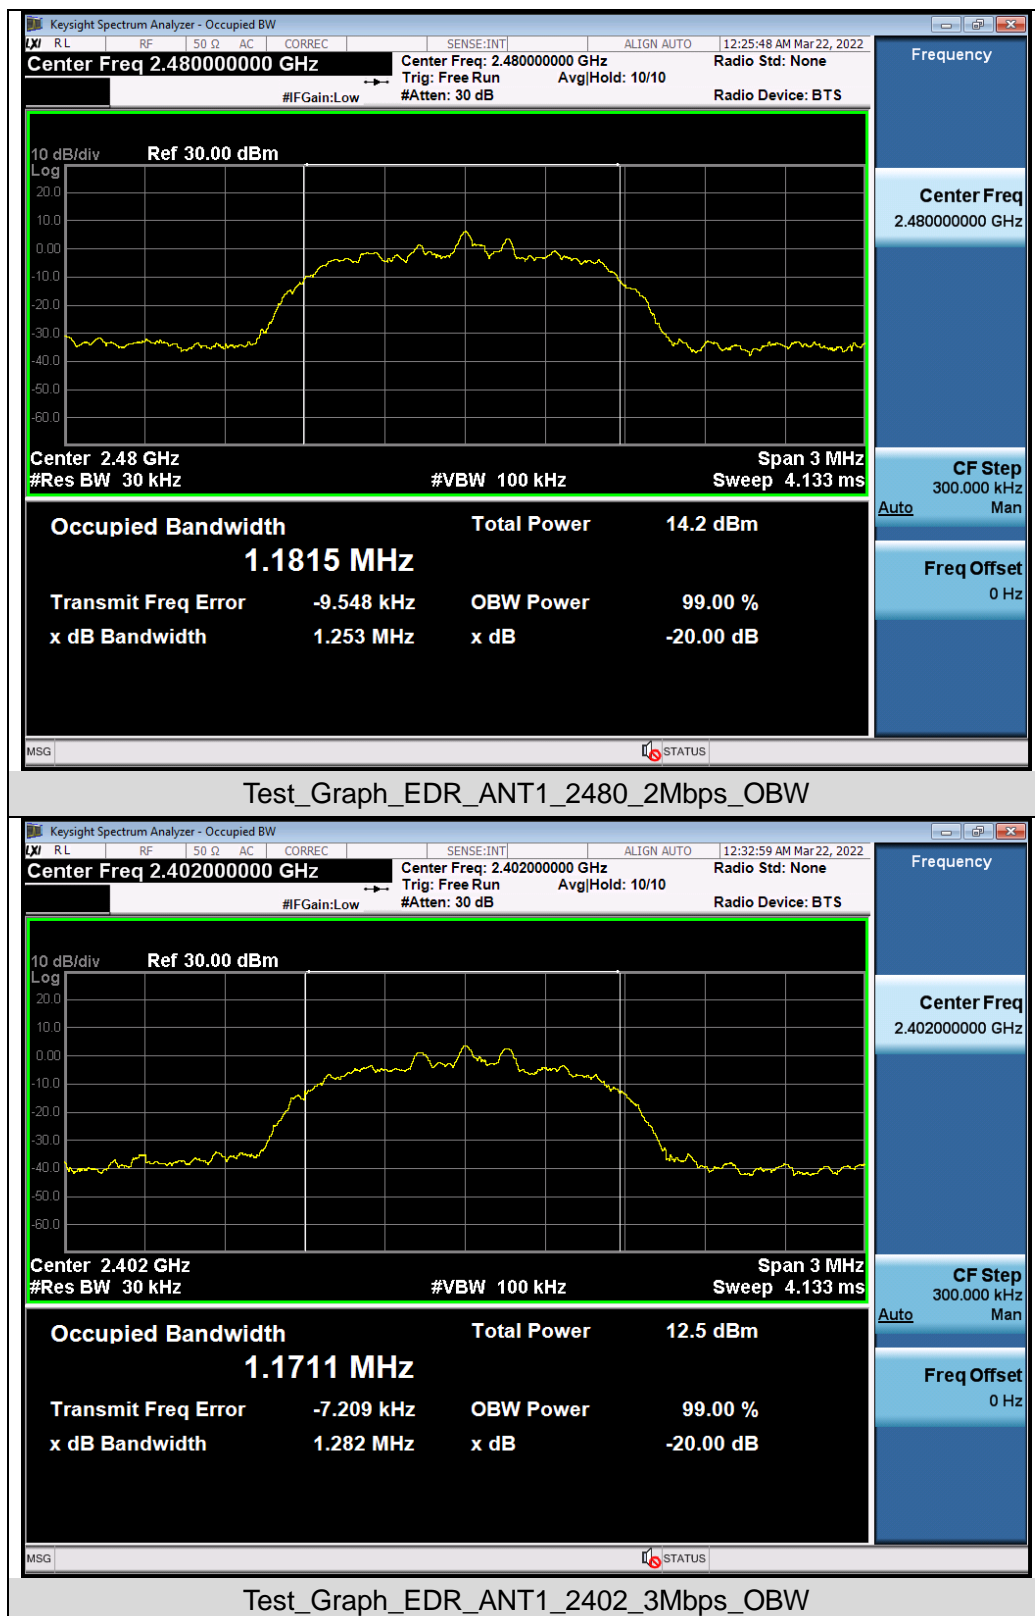 Keysight Spectrum Analyzer - Occupied BW
LXI RL RF 50 Ω AC CORREC SENSE:INT ALIGN AUTO 12:25:48 AM Mar 22, 2022
Center Freq 2.480000000 GHz
Center Freq: 2.480000000 GHz
Radio Std: None
Trig: Free Run Avg|Hold: 10/10
#IFGain:Low #Atten: 30 dB Radio Device: BTS
Frequency
10 dB/div Ref 30.00 dBm
Log
20.0
10.0
0.00
-10.0
-20.0
-30.0
-40.0
-50.0
-60.0
Center 2.48 GHz Span 3 MHz
#Res BW 30 kHz #VBW 100 kHz Sweep 4.133 ms
Center Freq
2.480000000 GHz
CF Step
300.000 kHz
Auto Man
Freq Offset
0 Hz
Occupied Bandwidth Total Power 14.2 dBm
1.1815 MHz
Transmit Freq Error -9.548 kHz OBW Power 99.00 %
x dB Bandwidth 1.253 MHz x dB -20.00 dB
MSG STATUS
Test_Graph_EDR_ANT1_2480_2Mbps_OBW
Keysight Spectrum Analyzer - Occupied BW
LXI RL RF 50 Ω AC CORREC SENSE:INT ALIGN AUTO 12:32:59 AM Mar 22, 2022
Center Freq 2.402000000 GHz
Center Freq: 2.402000000 GHz
Radio Std: None
Trig: Free Run Avg|Hold: 10/10
#IFGain:Low #Atten: 30 dB Radio Device: BTS
Frequency
10 dB/div Ref 30.00 dBm
Log
20.0
10.0
0.00
-10.0
-20.0
-30.0
-40.0
-50.0
-60.0
Center 2.402 GHz Span 3 MHz
#Res BW 30 kHz #VBW 100 kHz Sweep 4.133 ms
Center Freq
2.402000000 GHz
CF Step
300.000 kHz
Auto Man
Freq Offset
0 Hz
Occupied Bandwidth Total Power 12.5 dBm
1.1711 MHz
Transmit Freq Error -7.209 kHz OBW Power 99.00 %
x dB Bandwidth 1.282 MHz x dB -20.00 dB
MSG STATUS
Test_Graph_EDR_ANT1_2402_3Mbps_OBW